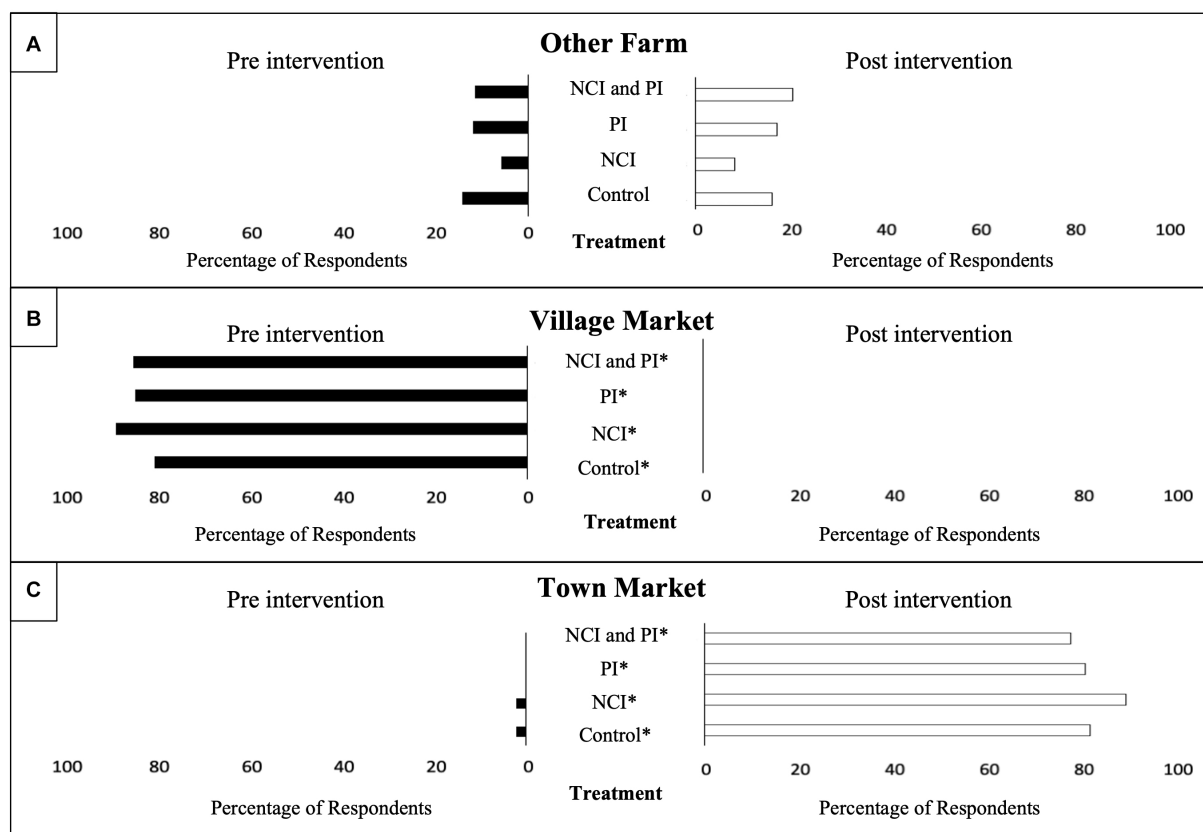 A
Other Farm
Pre intervention
Post intervention
NCI and PI
PI
NCI
Control
100 80 60 40 20 0
Treatment
0 20 40 60 80 100
Percentage of Respondents
Percentage of Respondents
B
Village Market
Pre intervention
Post intervention
NCI and PI*
PI*
NCI*
Control*
100 80 60 40 20 0
Treatment
0 20 40 60 80 100
Percentage of Respondents
Percentage of Respondents
C
Town Market
Pre intervention
Post intervention
NCI and PI*
PI*
NCI*
Control*
100 80 60 40 20 0
Treatment
0 20 40 60 80 100
Percentage of Respondents
Percentage of Respondents